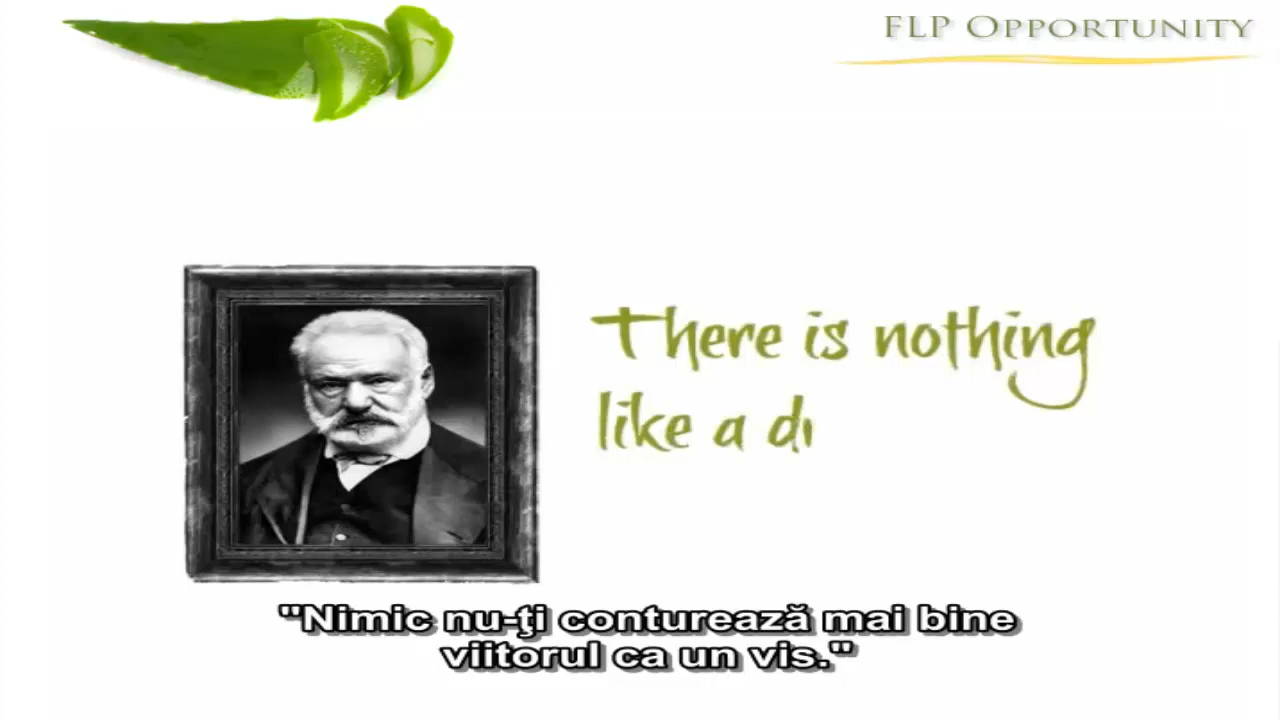 FLP OPPORTUNITY
There is nothing
like a
"Nimic nu-ţi conturează mai bine
viitorul ca un vis."